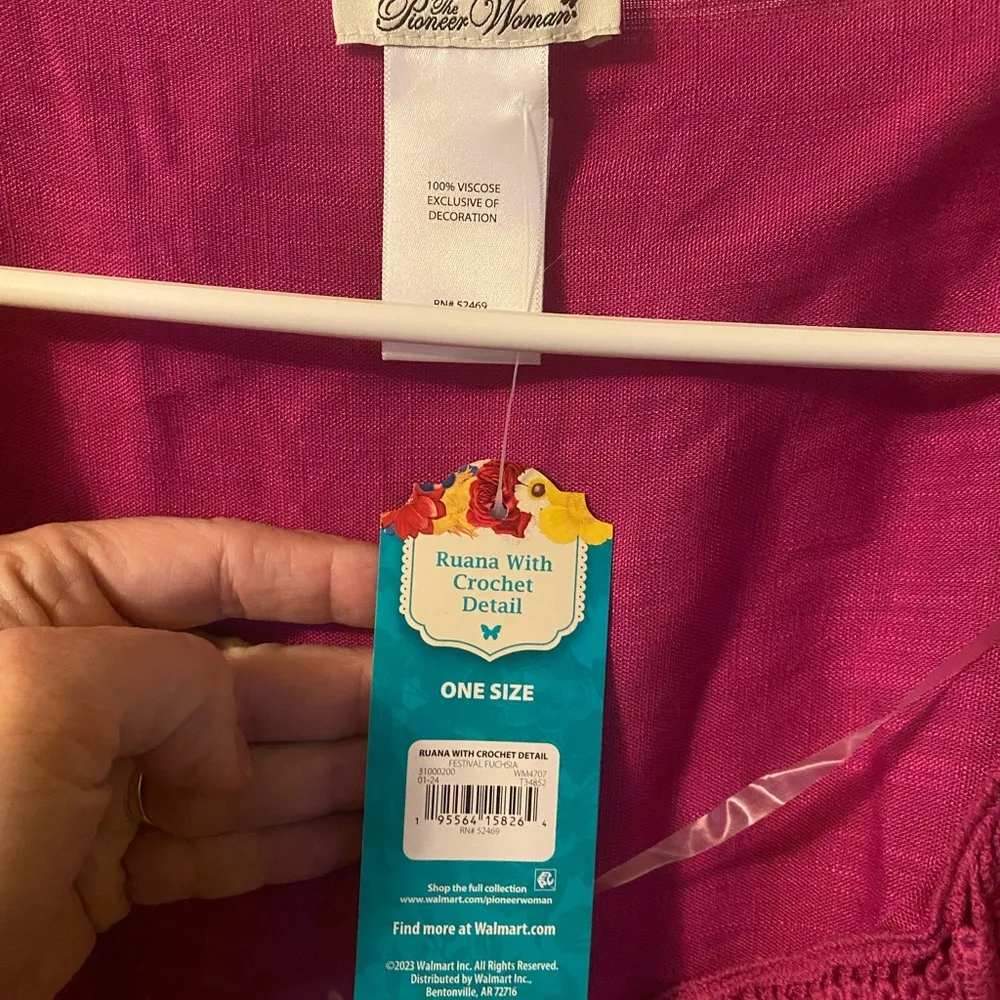 The
Pioneer Woman
100% VISCOSE
EXCLUSIVE OF
DECORATION
RN# 52469
Ruana With
Crochet
Detail
ONE SIZE
RUANA WITH CROCHET DETAIL
FESTIVAL FUCHSIA
31000200 WM4707
01-24 T34852
1 95564 15826 4
RN# 52469
Shop the full collection
www.walmart.com/pioneerwoman
Find more at Walmart.com
©2023 Walmart Inc. All Rights Reserved.
Distributed by Walmart Inc.,
Bentonville, AR 72716